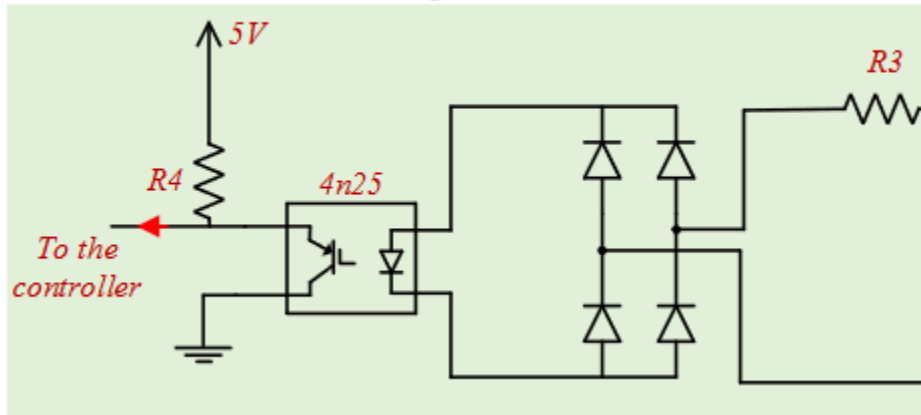 5V
R3
R4
4n25
To the
controller